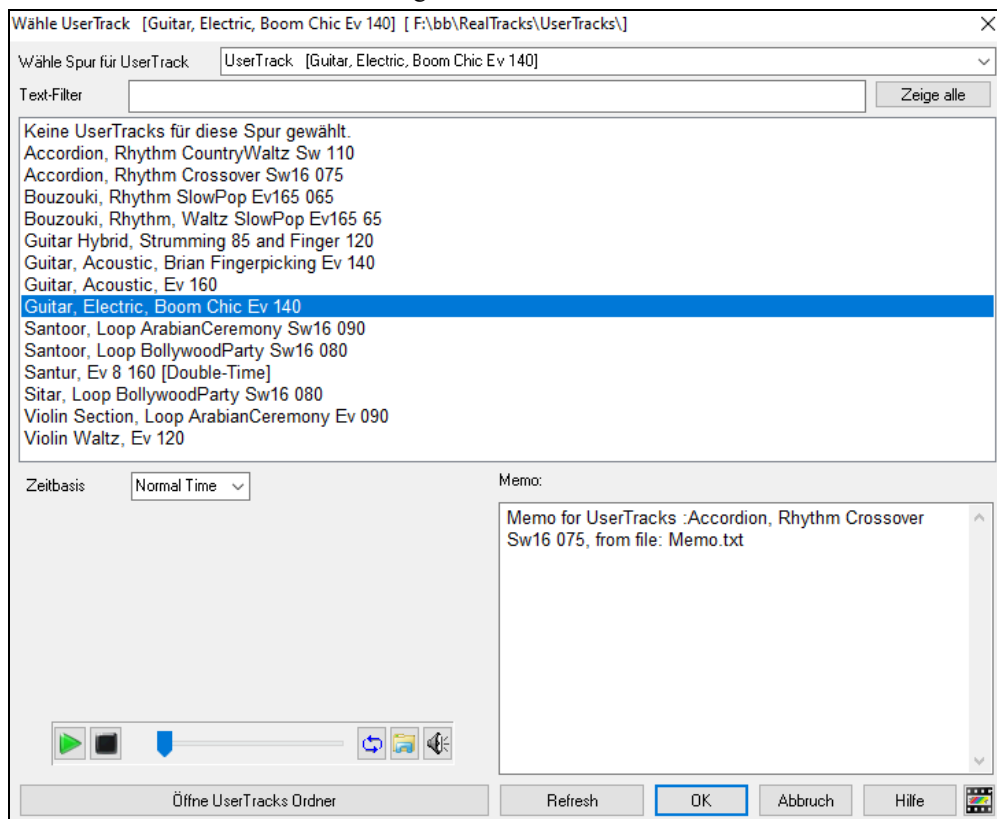 Wähle UserTrack [Guitar, Electric, Boom Chic Ev 140] [ F:\bb\RealTracks\UserTracks\]
Wähle Spur für UserTrack UserTrack [Guitar, Electric, Boom Chic Ev 140]
Text-Filter Zeige alle
Keine UserTracks für diese Spur gewählt.
Accordion, Rhythm CountryWaltz Sw 110
Accordion, Rhythm Crossover Sw16 075
Bouzouki, Rhythm SlowPop Ev165 065
Bouzouki, Rhythm, Waltz SlowPop Ev165 65
Guitar Hybrid, Strumming 85 and Finger 120
Guitar, Acoustic, Brian Fingerpicking Ev 140
Guitar, Acoustic, Ev 160
Guitar, Electric, Boom Chic Ev 140
Santoor, Loop ArabianCeremony Sw16 090
Santoor, Loop BollywoodParty Sw16 080
Santur, Ev 8 160 [Double-Time]
Sitar, Loop BollywoodParty Sw16 080
Violin Section, Loop ArabianCeremony Ev 090
Violin Waltz, Ev 120
Zeitbasis Normal Time
Memo:
Memo for UserTracks :Accordion, Rhythm Crossover
Sw16 075, from file: Memo.txt
Öffne UserTracks Ordner Refresh OK Abbruch Hilfe